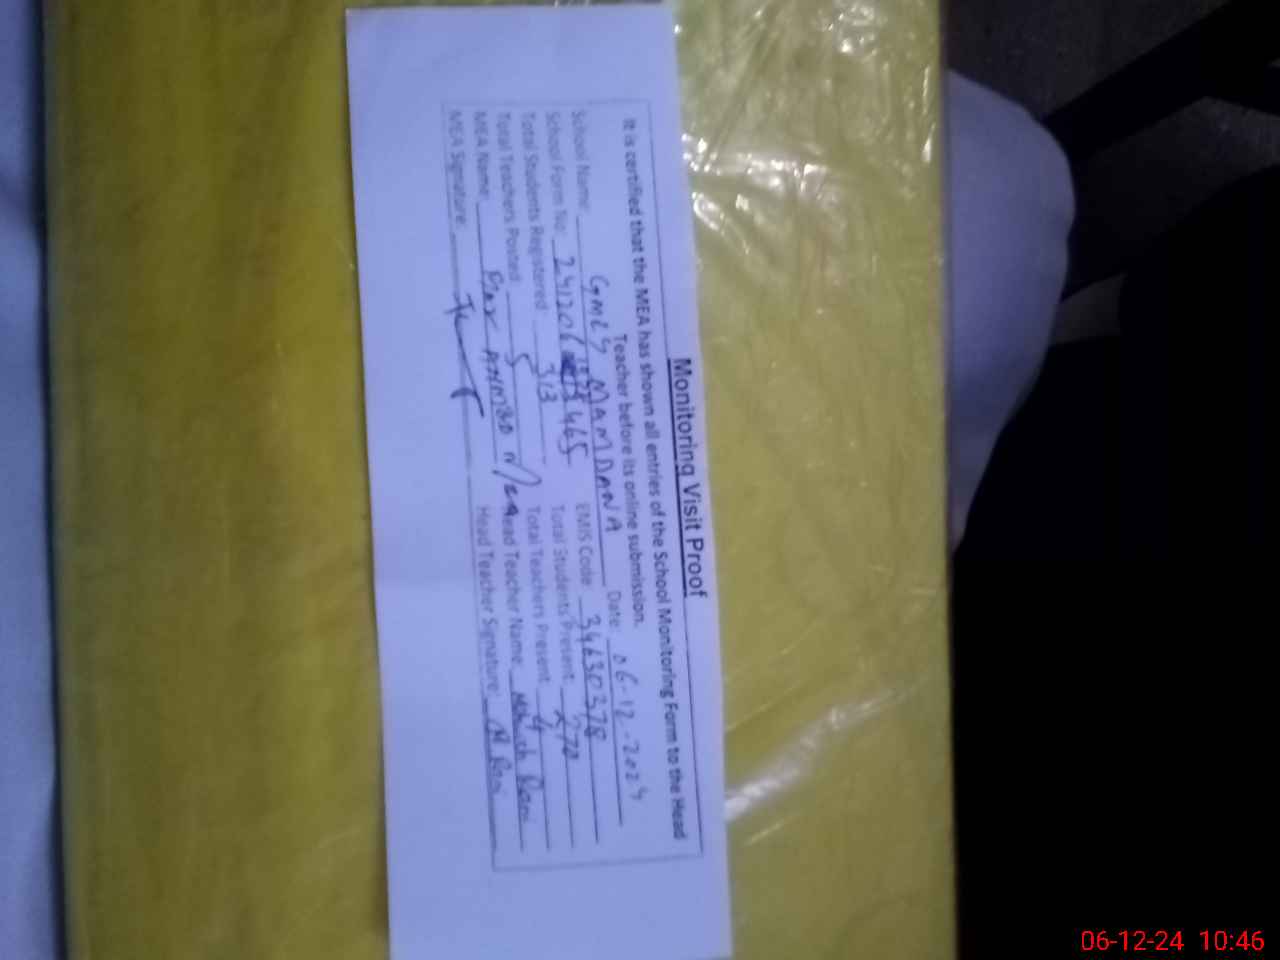 Monitoring Visit Proof
It is certified that the MEA has shown all entries of the School Monitoring Form to the Head
Teacher before its online submission.
Date: 06-12-2024
School Name: MAMDANA
EMIS Code: 34630378
School Form No: 465
Total Students Present: 270
Total Students Registered: 313
Total Teachers Present: 4
Total Teachers Posted: 5
Head Teacher Name: Rani
MEA Name: AHMED
Head Teacher Signature: M. Rani
MEA Signature:
06-12-24 10:46